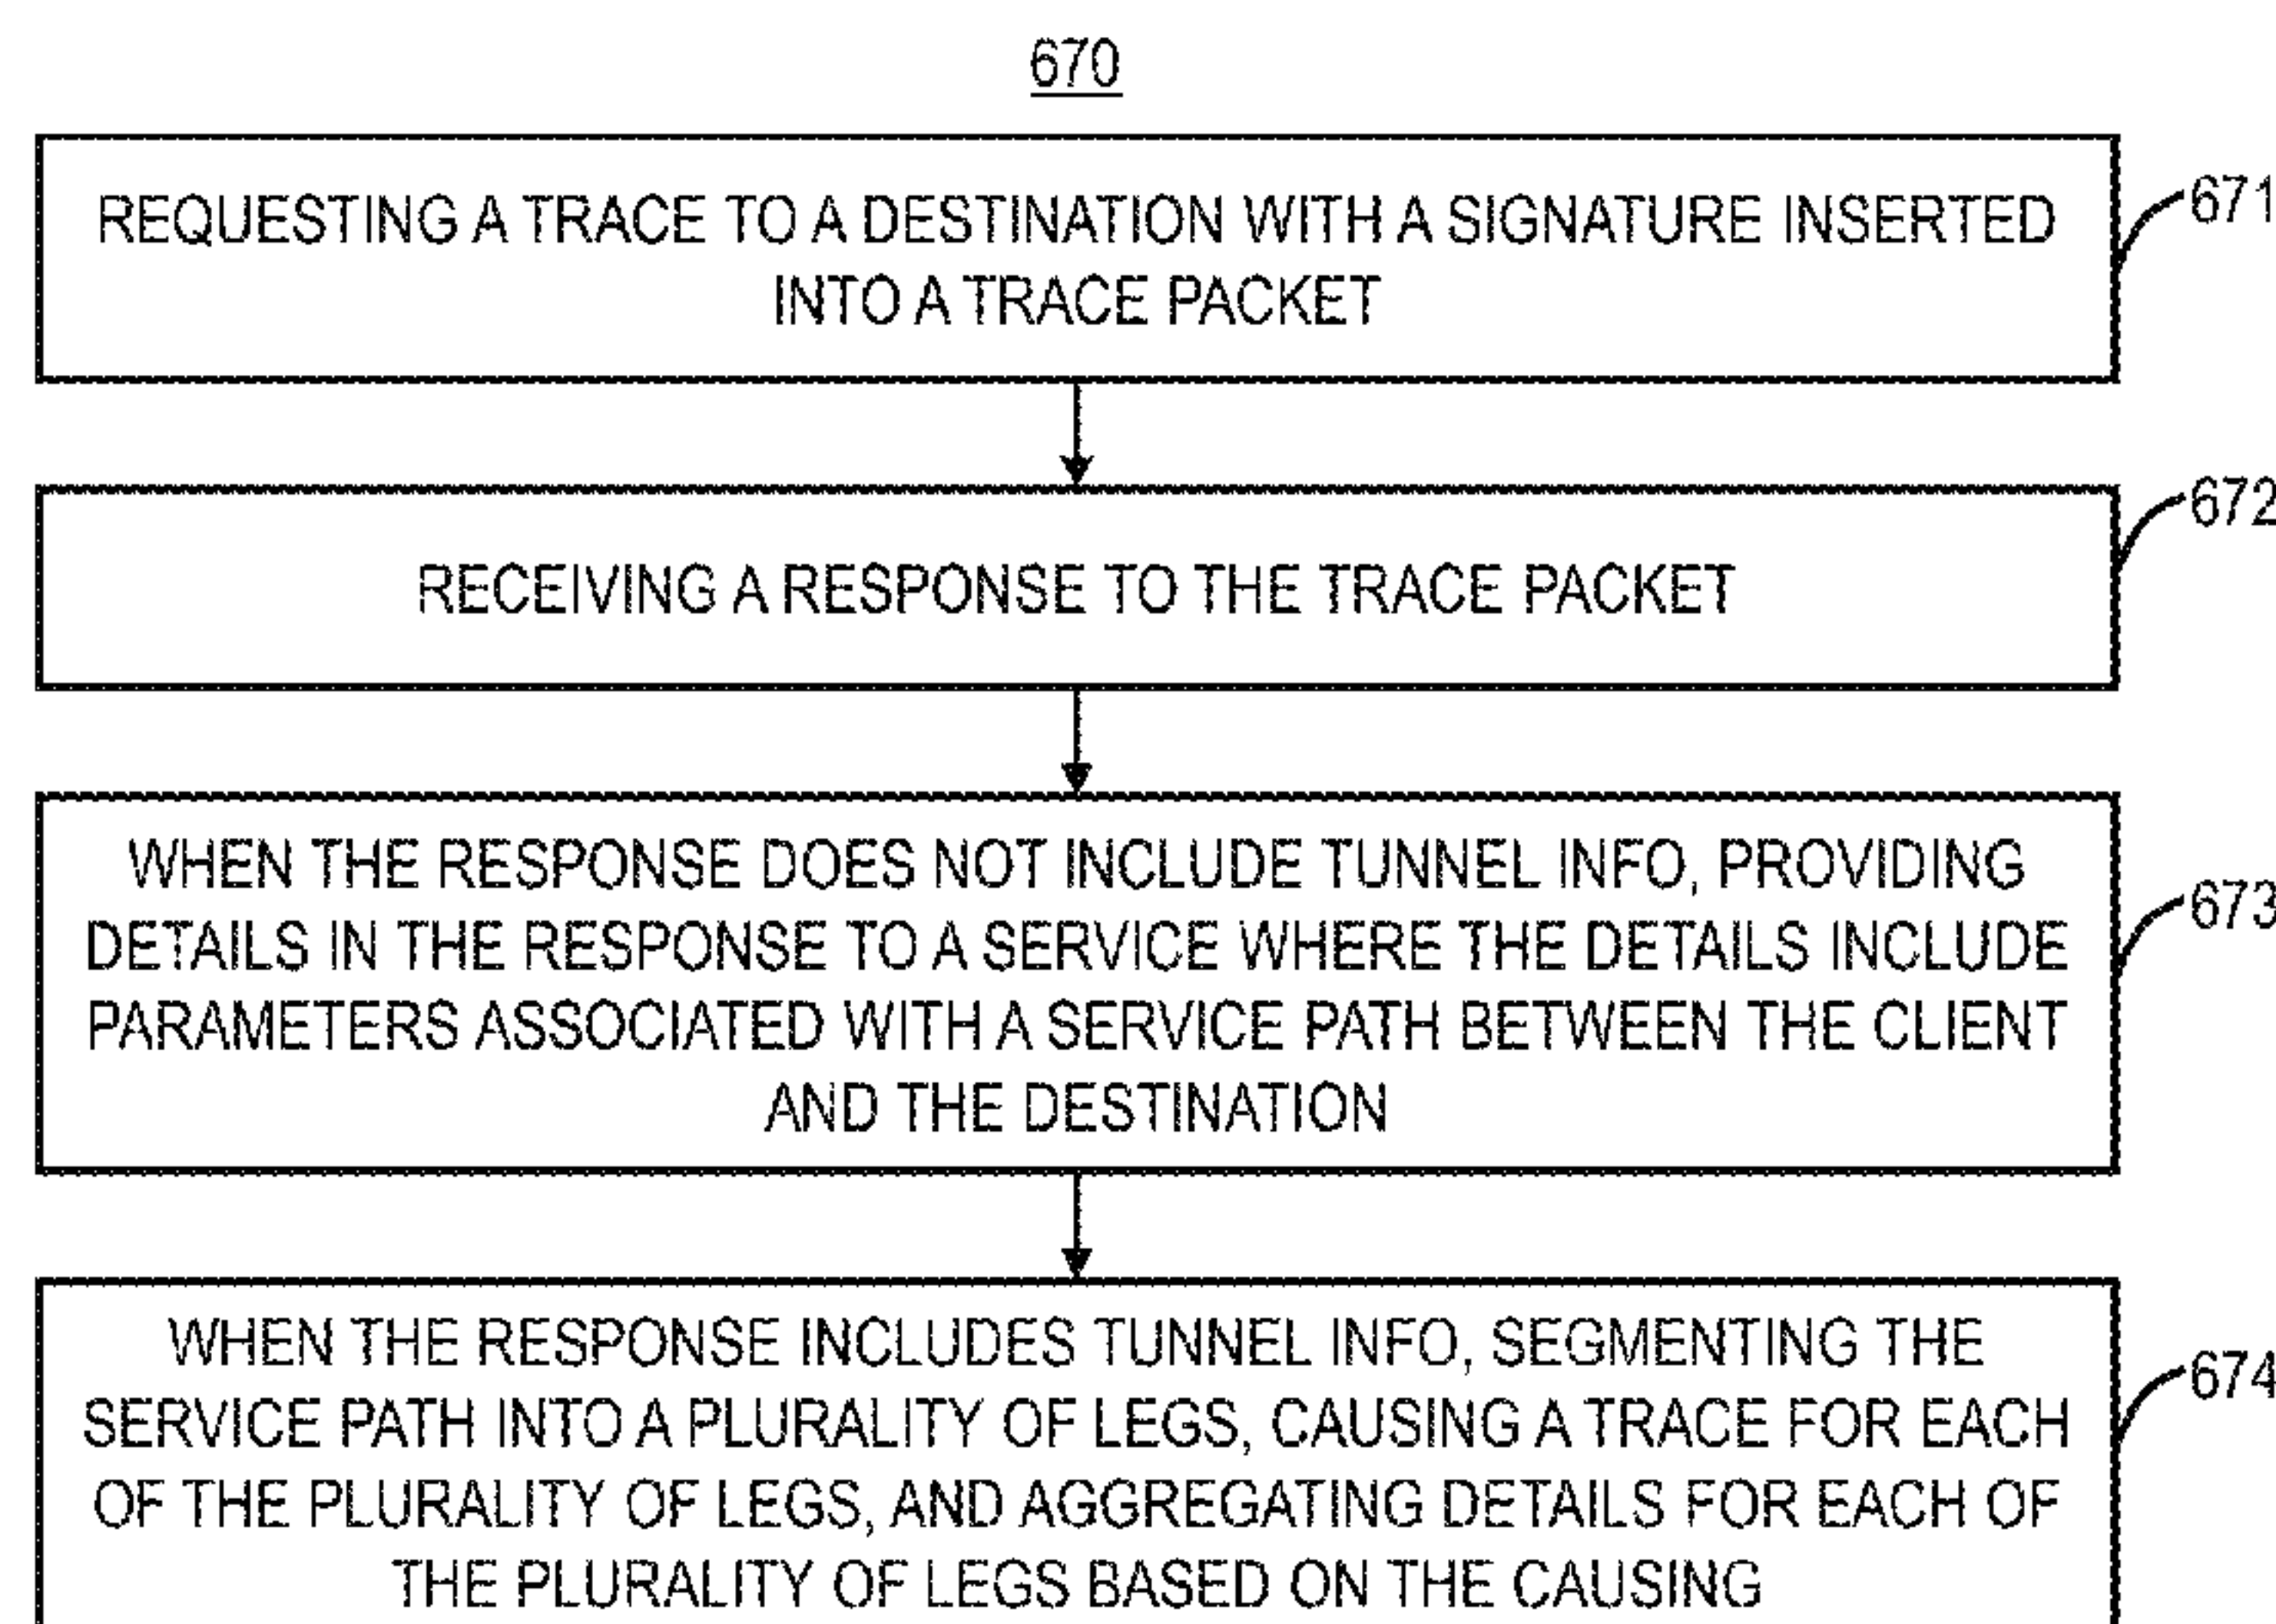 670
REQUESTING A TRACE TO A DESTINATION WITH A SIGNATURE INSERTED
INTO A TRACE PACKET
671
RECEIVING A RESPONSE TO THE TRACE PACKET
672
WHEN THE RESPONSE DOES NOT INCLUDE TUNNEL INFO, PROVIDING
DETAILS IN THE RESPONSE TO A SERVICE WHERE THE DETAILS INCLUDE
PARAMETERS ASSOCIATED WITH A SERVICE PATH BETWEEN THE CLIENT
AND THE DESTINATION
673
WHEN THE RESPONSE INCLUDES TUNNEL INFO, SEGMENTING THE
SERVICE PATH INTO A PLURALITY OF LEGS, CAUSING A TRACE FOR EACH
OF THE PLURALITY OF LEGS, AND AGGREGATING DETAILS FOR EACH OF
THE PLURALITY OF LEGS BASED ON THE CAUSING
674